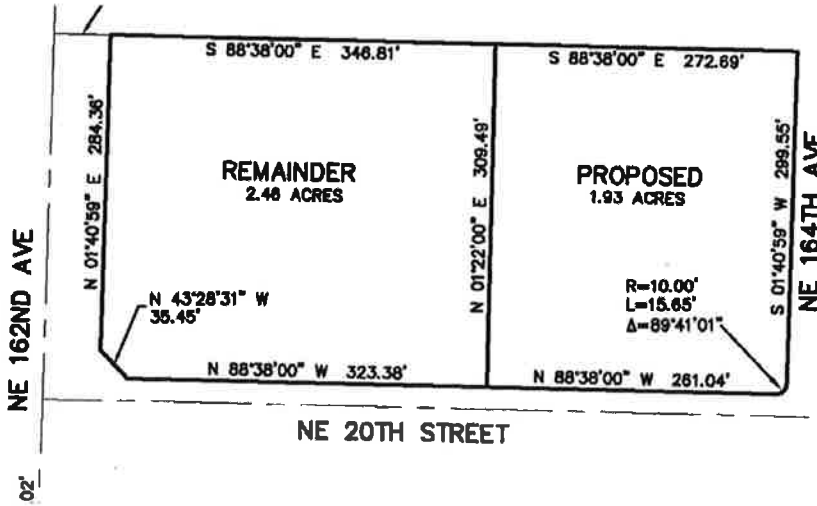 S 88°38'00" E 346.81'
S 88°38'00" E 272.69'
N 01°40'59" E 284.36'
REMAINDER
2.46 ACRES
N 01°22'00" E 309.49'
PROPOSED
1.93 ACRES
S 01°40'59" W 299.55'
NE 164TH AVE
NE 162ND AVE
N 43°28'31" W
35.45'
R=10.00'
L=15.65'
Δ=89°41'01"
N 88°38'00" W 323.38'
N 88°38'00" W 261.04'
NE 20TH STREET
02'